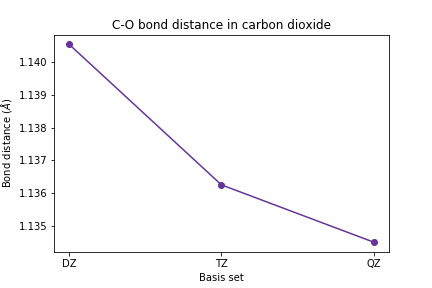 C-O bond distance in carbon dioxide
Bond distance (Å)
1.140
1.139
1.138
1.137
1.136
1.135
DZ TZ QZ
Basis set